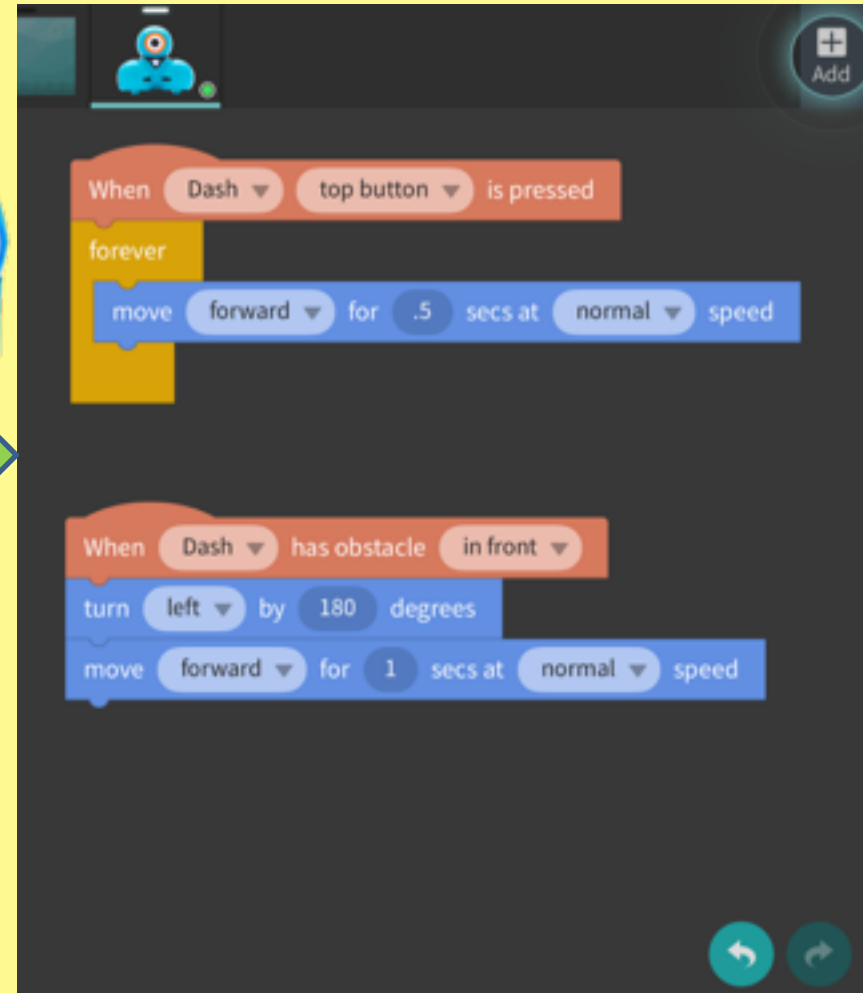 Add
When Dash top button is pressed
forever
move forward for .5 secs at normal speed
When Dash has obstacle in front
turn left by 180 degrees
move forward for 1 secs at normal speed